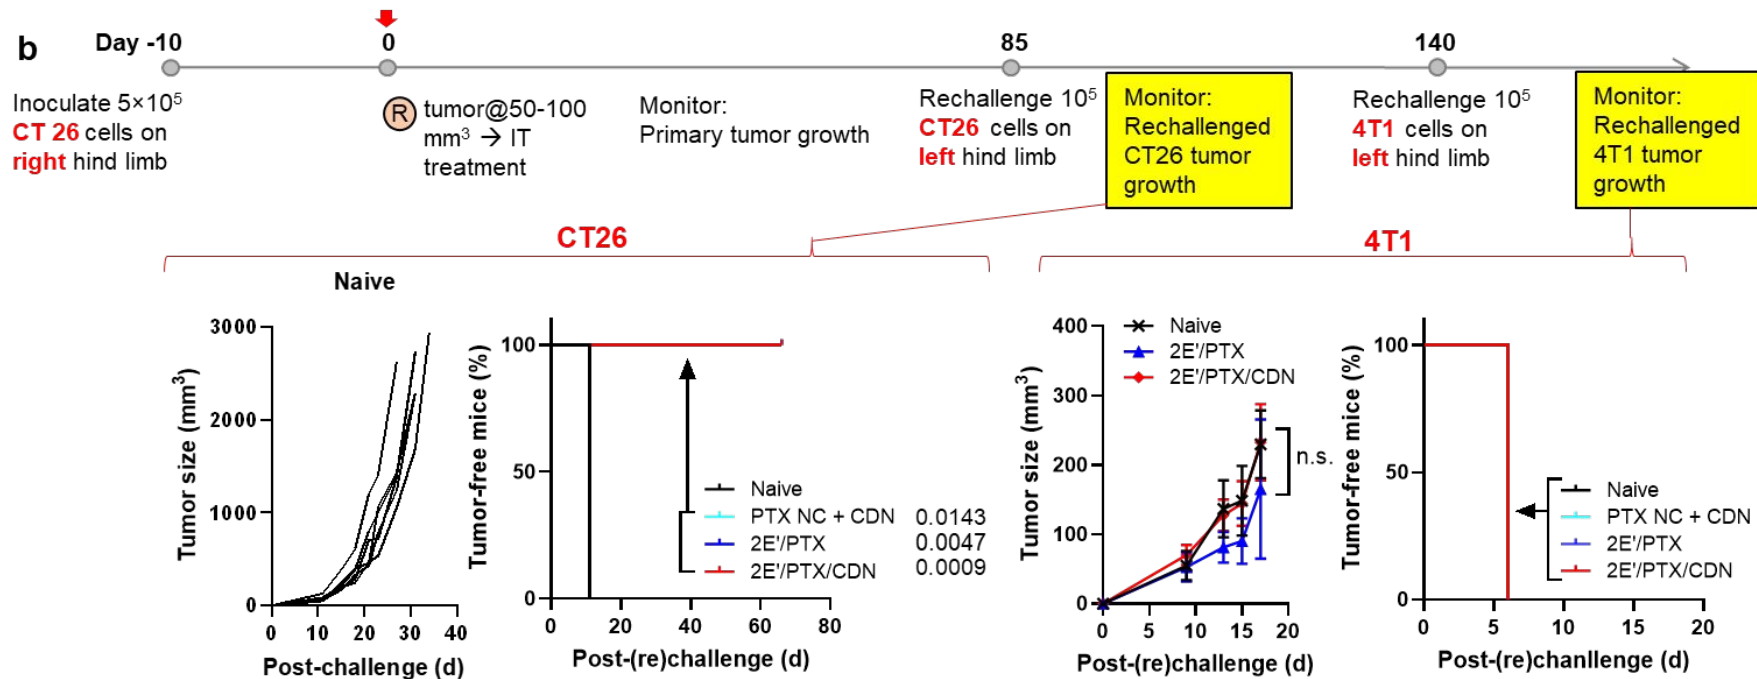 b
Day -10
0
85
140
Inoculate 5×10⁵
CT 26 cells on
right hind limb
R
tumor@50-100
mm³ → IT
treatment
Monitor:
Primary tumor growth
Rechallenge 10⁵
CT26 cells on
left hind limb
Monitor:
Rechallenged
CT26 tumor
growth
Rechallenge 10⁵
4T1 cells on
left hind limb
Monitor:
Rechallenged
4T1 tumor
growth
CT26
4T1
Naive
Tumor size (mm³)
3000
2000
1000
0
0 10 20 30 40
Post-challenge (d)
Tumor-free mice (%)
100
50
0
Naive
PTX NC + CDN 0.0143
2E'/PTX 0.0047
2E'/PTX/CDN 0.0009
0 20 40 60 80
Post-(re)challenge (d)
Tumor size (mm³)
400
300
200
100
0
Naive
2E'/PTX
2E'/PTX/CDN
n.s.
0 5 10 15 20
Post-(re)challenge (d)
Tumor-free mice (%)
100
50
0
Naive
PTX NC + CDN
2E'/PTX
2E'/PTX/CDN
0 5 10 15 20
Post-(re)chanllenge (d)